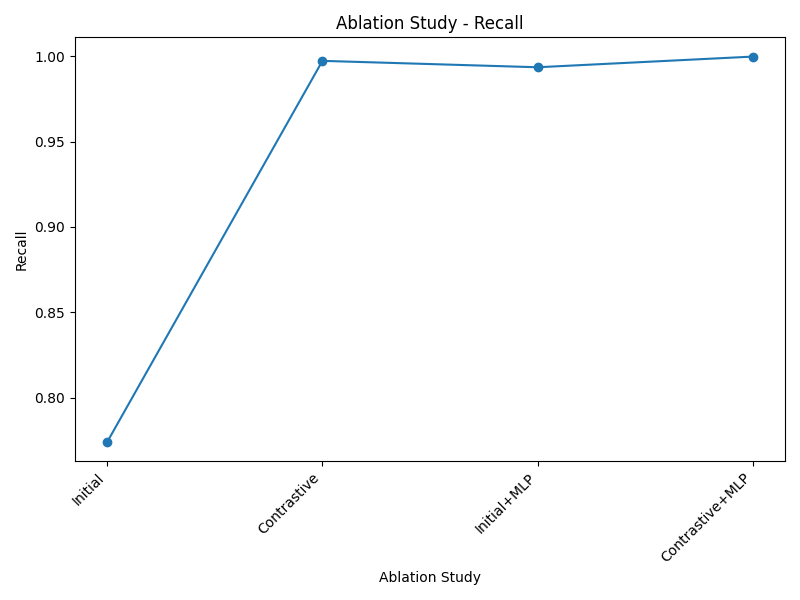 Ablation Study - Recall
1.00
0.95
0.90
0.85
0.80
Recall
Initial
Contrastive
Initial+MLP
Contrastive+MLP
Ablation Study